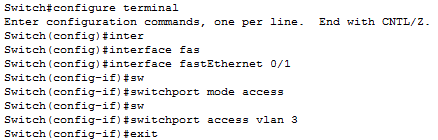 Switch#configure terminal
Enter configuration commands, one per line.  End with CNTL/Z.
Switch(config)#inter
Switch(config)#interface fas
Switch(config)#interface fastEthernet 0/1
Switch(config-if)#sw
Switch(config-if)#switchport mode access
Switch(config-if)#sw
Switch(config-if)#switchport access vlan 3
Switch(config-if)#exit